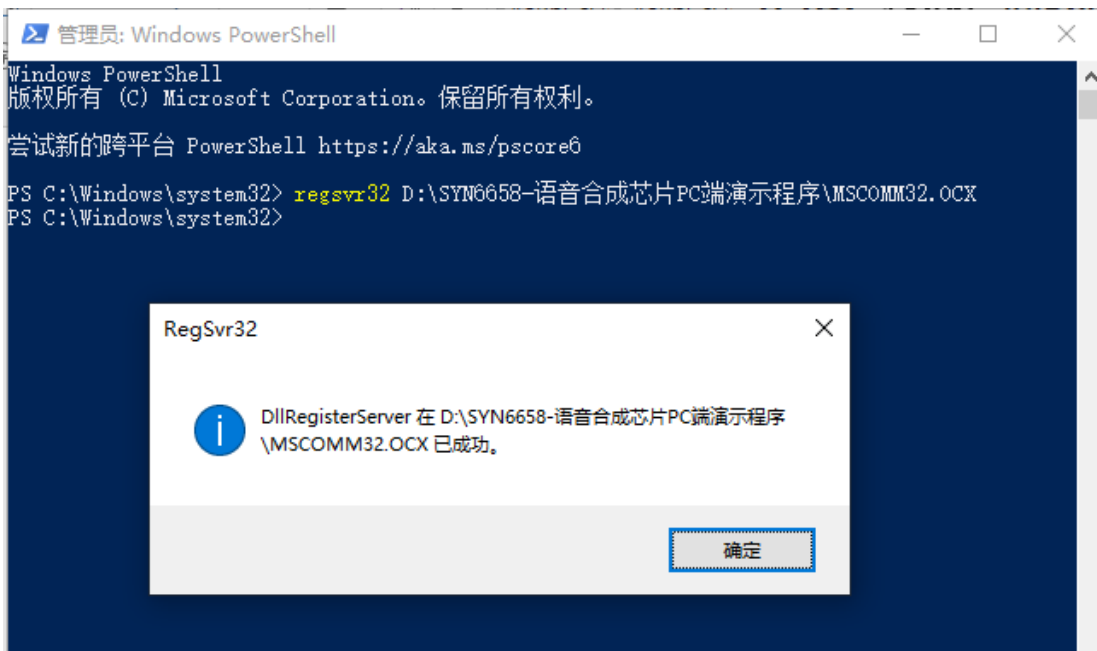 管理员: Windows PowerShell
Windows PowerShell
版权所有 (C) Microsoft Corporation。保留所有权利。
尝试新的跨平台 PowerShell https://aka.ms/pscore6
PS C:\Windows\system32> regsvr32 D:\SYN6658-语音合成芯片PC端演示程序\MSCOMM32.OCX
PS C:\Windows\system32>
RegSvr32
DllRegisterServer 在 D:\SYN6658-语音合成芯片PC端演示程序
\MSCOMM32.OCX 已成功。
确定